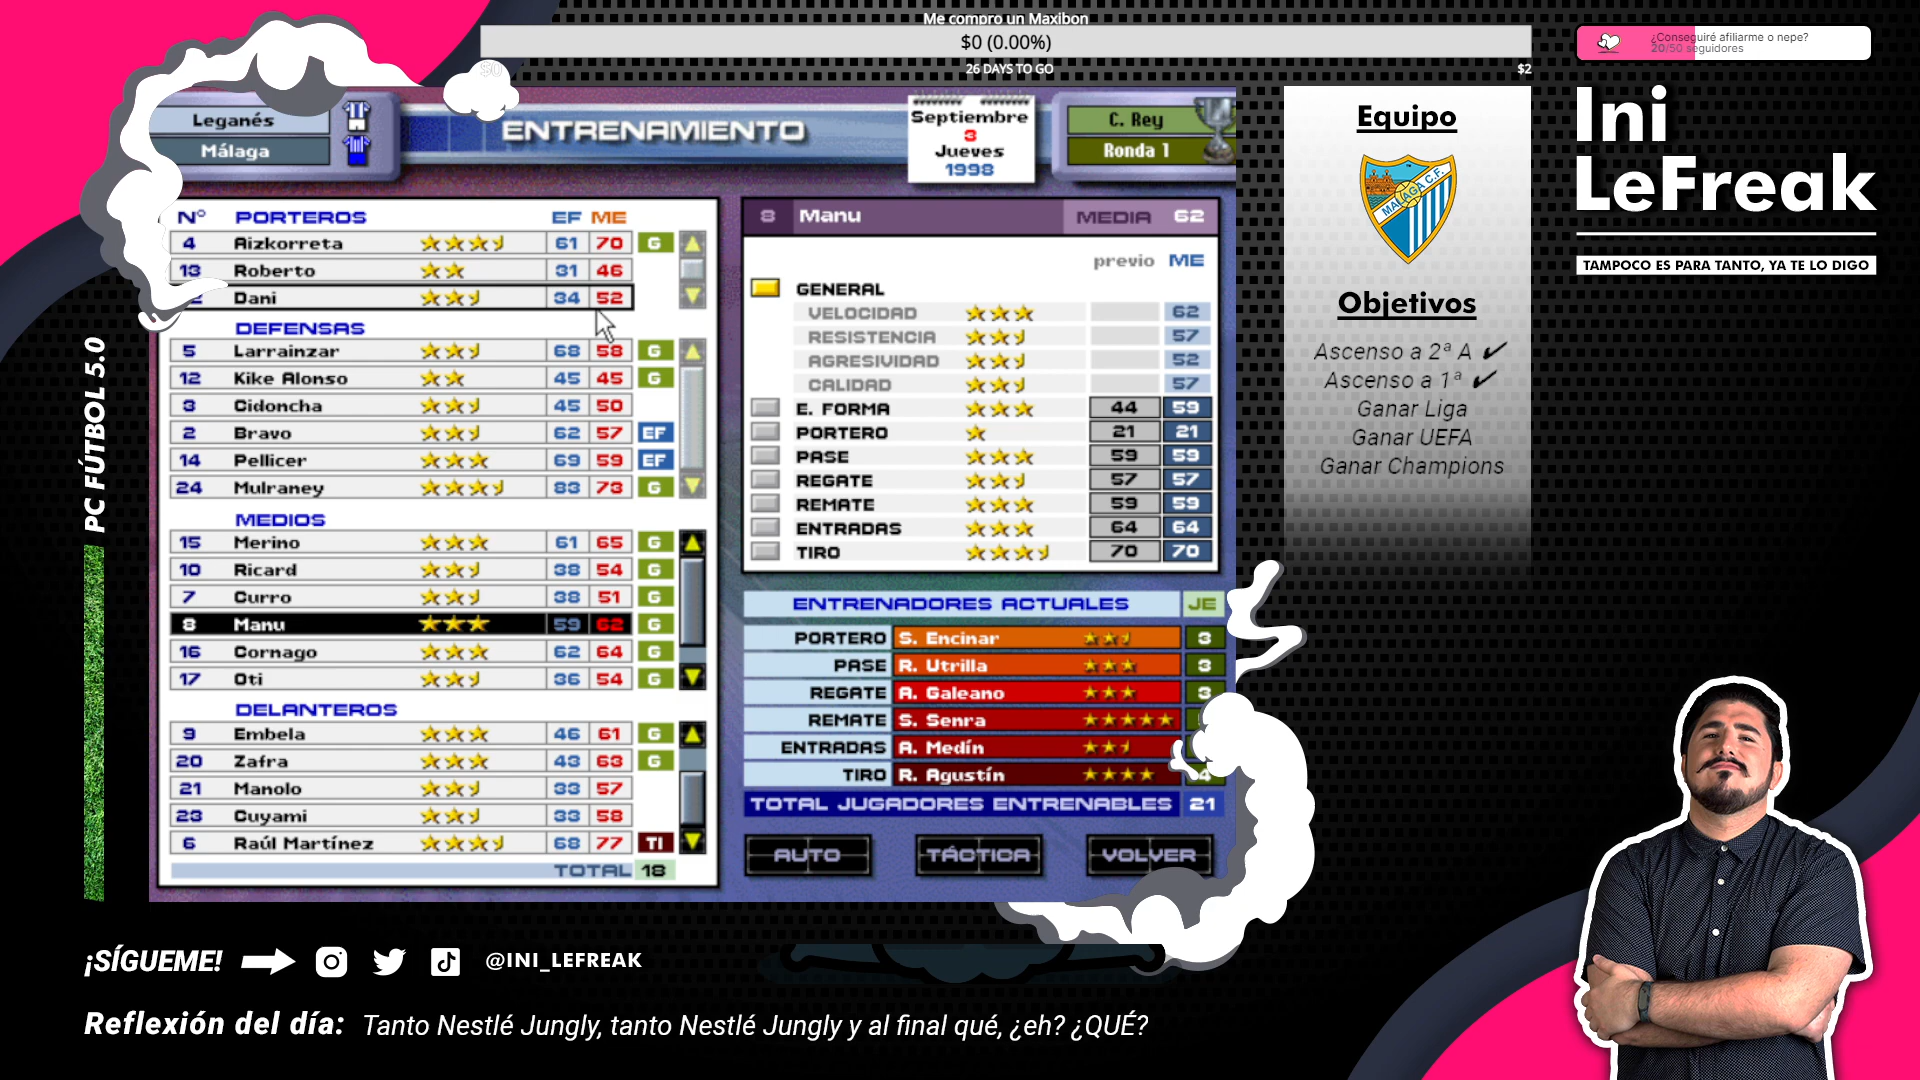 Me compro un Maxibon
$0 (0.00%)
26 DAYS TO GO
$2
¿Conseguiré afiliarme o nepe?
20/50 seguidores
Ini
LeFreak
TAMPOCO ES PARA TANTO, YA TE LO DIGO
Leganés
Málaga
ENTRENAMIENTO
Septiembre
3
Jueves
1998
C. Rey
Ronda 1
Equipo
MALAGA C.F.
Objetivos
Ascenso a 2ª A ✔
Ascenso a 1ª ✔
Ganar Liga
Ganar UEFA
Ganar Champions
PC FÚTBOL 5.0
Nº PORTEROS EF ME
4 Aizkorreta 61 70 G
13 Roberto 31 46
Dani 34 52
DEFENSAS
5 Larrainzar 68 58 G
12 Kike Alonso 45 45 G
3 Cidoncha 45 50
2 Bravo 62 57 EF
14 Pellicer 69 59 EF
24 Mulraney 83 73 G
MEDIOS
15 Merino 61 65 G
10 Ricard 38 54 G
7 Curro 38 51 G
8 Manu 59 62 G
16 Cornago 62 64 G
17 Oti 36 54 G
DELANTEROS
9 Embela 46 61 G
20 Zafra 43 63 G
21 Manolo 33 57
23 Cuyami 33 58
6 Raúl Martínez 68 77 TI
TOTAL 18
8 Manu MEDIA 62
previo ME
GENERAL
VELOCIDAD 62
RESISTENCIA 57
AGRESIVIDAD 52
CALIDAD 57
E. FORMA 44 59
PORTERO 21 21
PASE 59 59
REGATE 57 57
REMATE 59 59
ENTRADAS 64 64
TIRO 70 70
ENTRENADORES ACTUALES JE
PORTERO S. Encinar 3
PASE R. Utrilla 3
REGATE A. Galeano 3
REMATE S. Senra
ENTRADAS A. Medín
TIRO R. Agustín 4
TOTAL JUGADORES ENTRENABLES 21
AUTO TÁCTICA VOLVER
¡SÍGUEME! @INI_LEFREAK
Reflexión del día: Tanto Nestlé Jungly, tanto Nestlé Jungly y al final qué, ¿eh? ¿QUÉ?